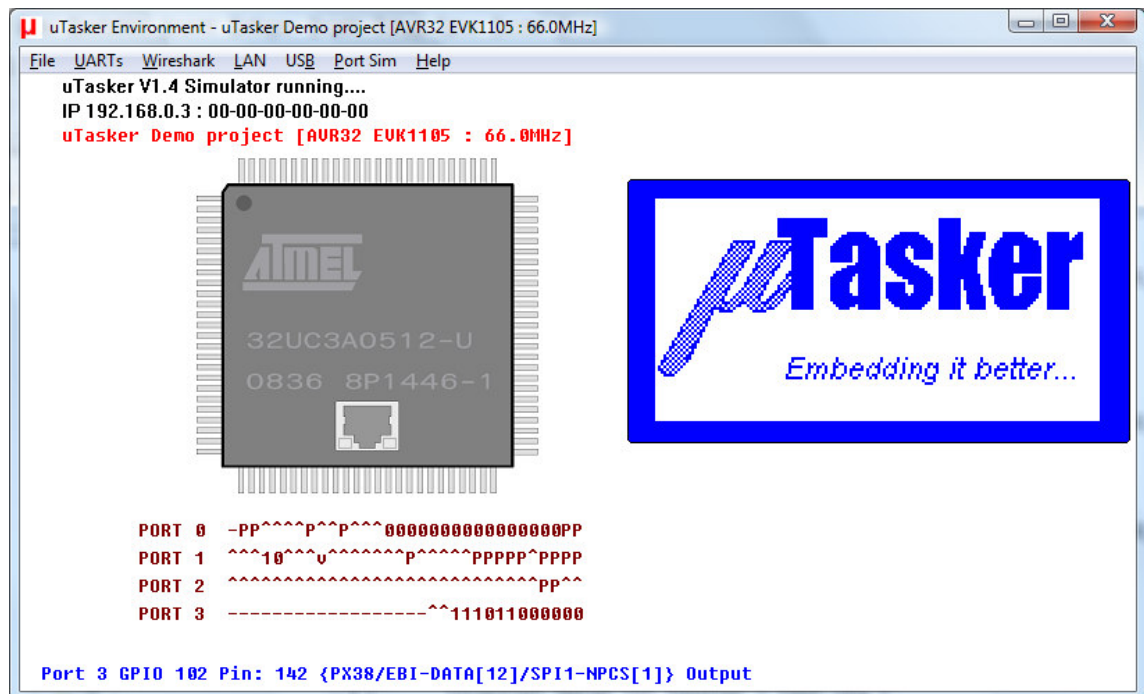 µ uTasker Environment - uTasker Demo project [AVR32 EVK1105 : 66.0MHz]
File UARTs Wireshark LAN USB Port Sim Help
uTasker V1.4 Simulator running....
IP 192.168.0.3 : 00-00-00-00-00-00
uTasker Demo project [AVR32 EVK1105 : 66.0MHz]
ATMEL
32UC3A0512-U
0836 8P1446-1
µTasker
Embedding it better...
PORT 0 -PP^^^^P^^P^^^0000000000000000PP
PORT 1 ^^^10^^^v^^^^^^^P^^^^^PPPPP^PPPP
PORT 2 ^^^^^^^^^^^^^^^^^^^^^^^^^^^^PP^^
PORT 3 ------------------^^111011000000
Port 3 GPIO 102 Pin: 142 {PX38/EBI-DATA[12]/SPI1-NPCS[1]} Output